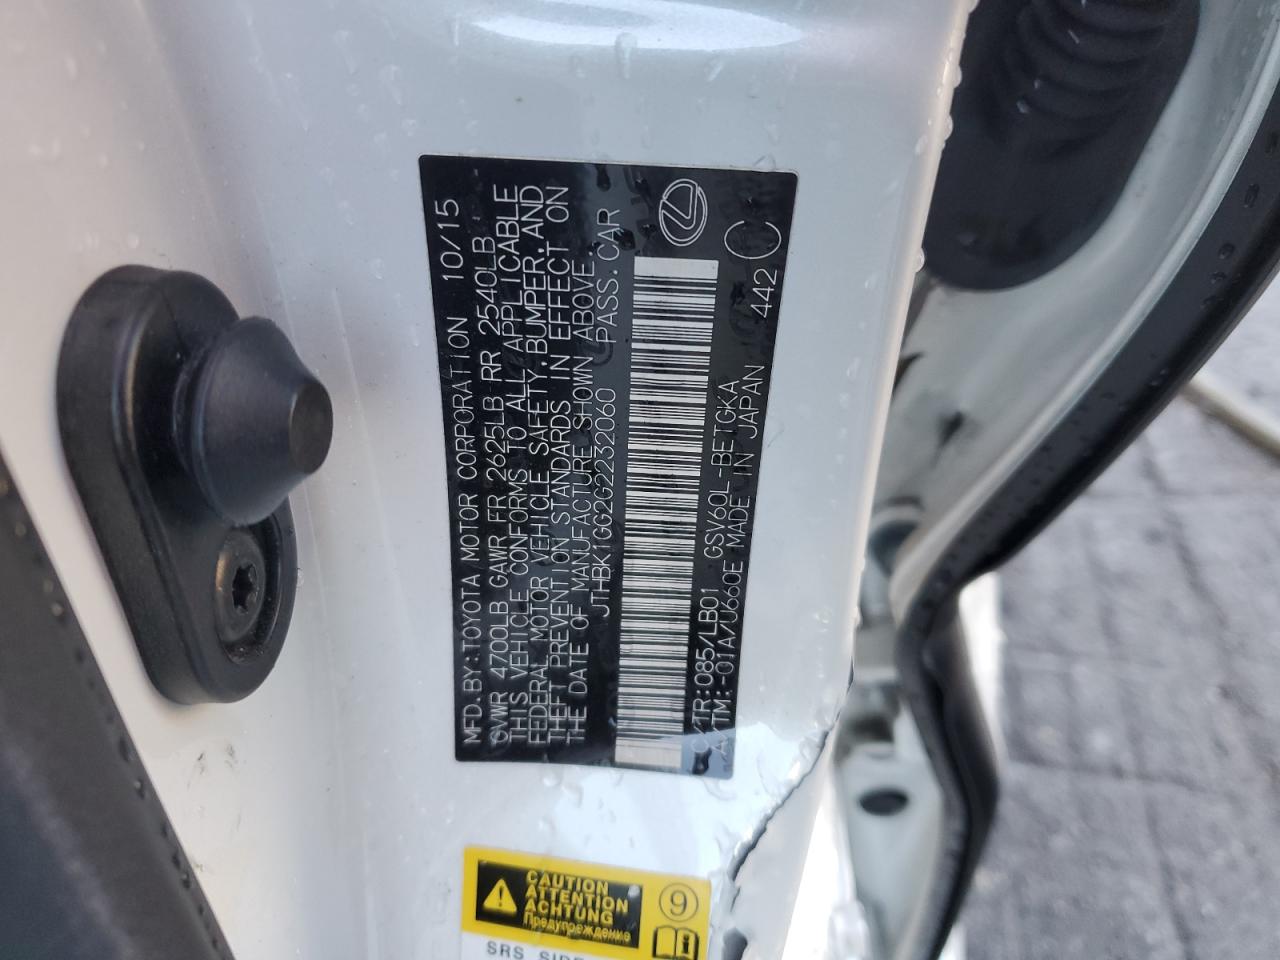 MFD.BY:TOYOTA MOTOR CORPORATION 10/15
GVWR 4700LB GAWR FR 2625LB RR 2540LB
THIS VEHICLE CONFORMS TO ALL APPLICABLE
FEDERAL MOTOR VEHICLE SAFETY,BUMPER,AND
THEFT PREVENTION STANDARDS IN EFFECT ON
THE DATE OF MANUFACTURE SHOWN ABOVE.
JTHBK1GG2G2232060 PASS.CAR
C/TR:085/LB01 GSV60L-BETGKA
A/TM:-01A/U660E MADE IN JAPAN 442
C
CAUTION
ATTENTION
ACHTUNG
Предупреждение
9
SRS SIDE